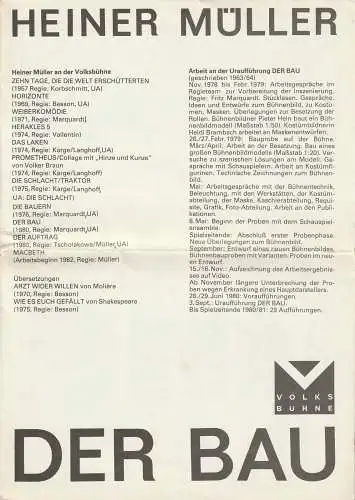 HEINER MÜLLER
Heiner Müller an der Volksbühne
ZEHN TAGE, DIE DIE WELT ERSCHÜTTERTEN
(1957 Regie: Korbschmitt, UA)
HORIZONTE
(1969, Regie: Besson, UA)
WEIBERKOMÖDIE
(1971, Regie: Marquardt)
HERAKLES 5
(1974, Regie: Valentin)
DAS LAKEN
(1974, Regie: Karge/Langhoff,UA)
PROMETHEUS/Collage mit „Hinze und Kunze"
von Volker Braun
(1974, Regie: Karge/Langhoff)
DIE SCHLACHT/TRAKTOR
(1975, Regie: Karge/Langhoff,
UA: DIE SCHLACHT)
DIE BAUERN
(1976, Regie: Marquardt,UA)
DER BAU
(1980, Regie: Marquardt,UA)
DER AUFTRAG
(1980, Regie: Tscholakowa/Müller,UA)
MACBETH
(Arbeitsbeginn 1982, Regie: Müller)
Übersetzungen
ARZT WIDER WILLEN von Molière
(1970, Regie: Besson)
WIE ES EUCH GEFÄLLT von Shakespeare
(1975, Regie: Besson)
Arbeit an der Uraufführung DER BAU
(geschrieben 1963/64)
Nov.1978 bis Febr.1979: Arbeitsgespräche im
Regieteam zur Vorbereitung der Inszenierung,
Regie: Fritz Marquardt. Stücklesen, Gespräche,
Ideen und Entwürfe zum Bühnenbild, zu Kostü-
men, Masken. Überlegungen zur Besetzung der
Rollen. Bühnenbildner Pieter Hein baut ein Büh-
nenbildmodell (Maßstab 1:50). Kostümbildnerin
Heidi Brambach arbeitet an Maskenentwürfen.
26./27.Febr.1979: Bauprobe auf der Bühne.
März/April: Arbeit an der Besetzung. Bau eines
großen Bühnenbildmodells (Maßstab 1:20). Ver-
suche zu szenischen Lösungen am Modell. Ge-
spräche mit Schauspielern. Arbeit an Kostümfi-
gurinen, Technische Zeichnungen zum Bühnen-
bild.
Mai: Arbeitsgespräche mit der Bühnentechnik,
Beleuchtung, mit den Werkstätten, der Kostüm-
abteilung, der Maske, Kaschierabteilung, Requi-
site, Grafik, Foto-Abteilung. Arbeit an den Publi-
kationen.
8.Mai: Beginn der Proben mit dem Schauspiel-
ensemble.
Spielzeitende: Abschluß erster Probenphase.
Neue Überlegungen zum Bühnenbild.
September: Entwurf eines neuen Bühnenbildes,
Bühnenbauproben mit Varianten. Proben im neu-
en Entwurf.
15./16.Nov.: Aufzeichnung des Arbeitsergebnis-
ses auf Video.
Ab November längere Unterbrechung der Pro-
ben wegen Erkrankung eines Hauptdarstellers.
28./29.Juni 1980: Voraufführungen.
3.Sept.: Uraufführung DER BAU.
Bis Spielzeitende 1980/81: 23 Aufführungen.
VOLKS
BÜHNE
DER BAU